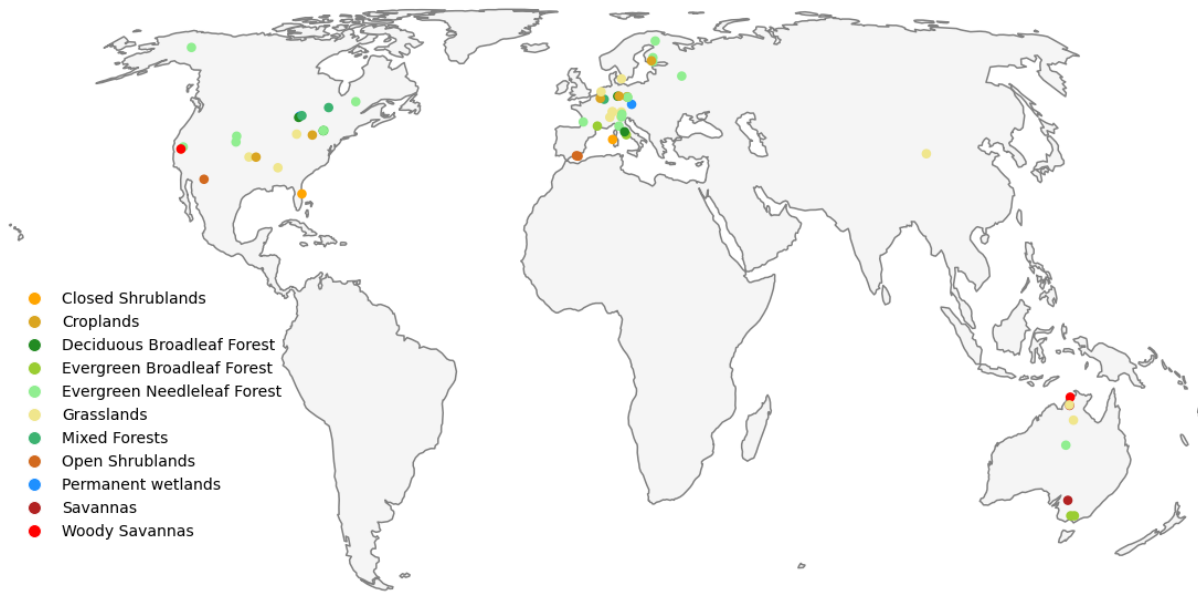 Closed Shrublands
Croplands
Deciduous Broadleaf Forest
Evergreen Broadleaf Forest
Evergreen Needleleaf Forest
Grasslands
Mixed Forests
Open Shrublands
Permanent wetlands
Savannas
Woody Savannas